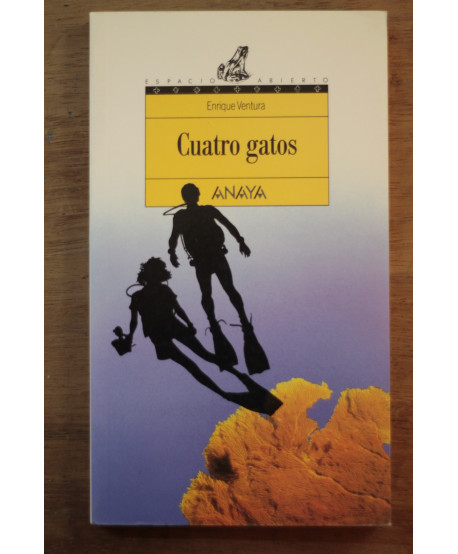 ESPACIO ABIERTO
Enrique Ventura
Cuatro gatos
ANAYA